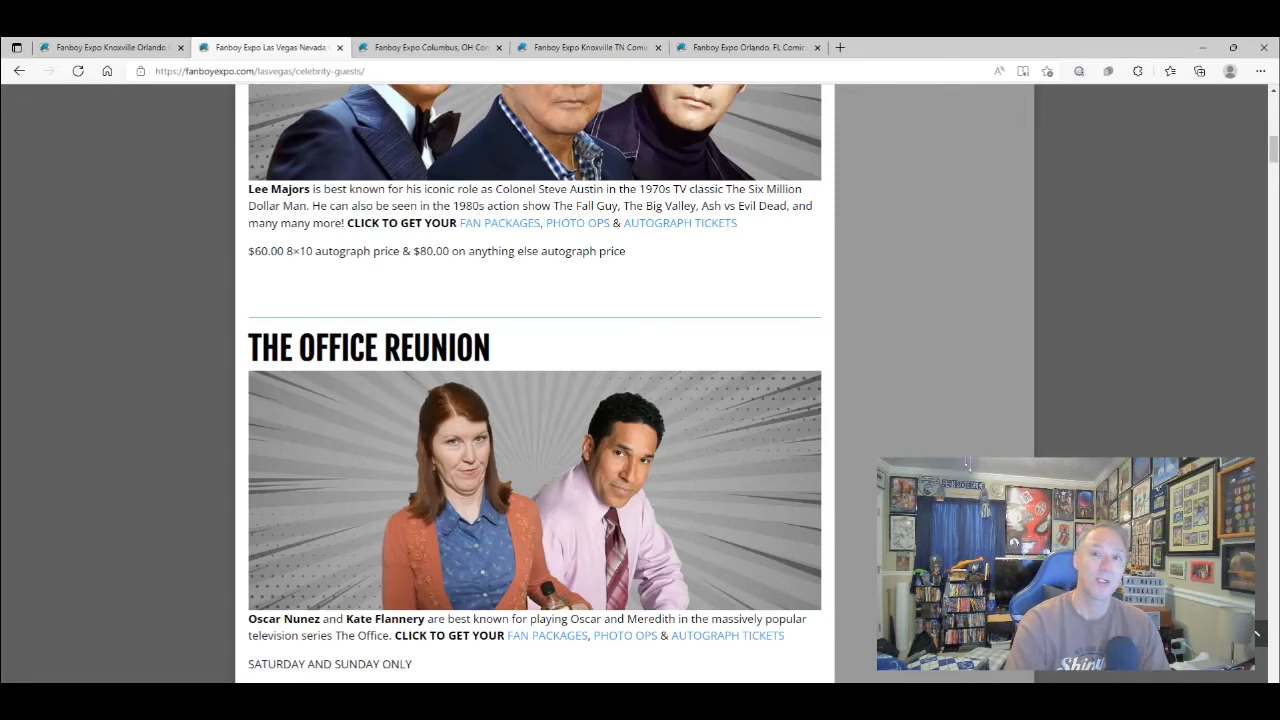 Fanboy Expo Knoxville Orlando
Fanboy Expo Las Vegas Nevada
Fanboy Expo Columbus, OH Con
Fanboy Expo Knoxville TN Comi
Fanboy Expo Orlando, FL Comic
https://fanboyexpo.com/lasvegas/celebrity-guests/
Lee Majors is best known for his iconic role as Colonel Steve Austin in the 1970s TV classic The Six Million
Dollar Man. He can also be seen in the 1980s action show The Fall Guy, The Big Valley, Ash vs Evil Dead, and
many many more! CLICK TO GET YOUR FAN PACKAGES, PHOTO OPS & AUTOGRAPH TICKETS
$60.00 8×10 autograph price & $80.00 on anything else autograph price
THE OFFICE REUNION
Oscar Nunez and Kate Flannery are best known for playing Oscar and Meredith in the massively popular
television series The Office. CLICK TO GET YOUR FAN PACKAGES, PHOTO OPS & AUTOGRAPH TICKETS
SATURDAY AND SUNDAY ONLY
Shiny